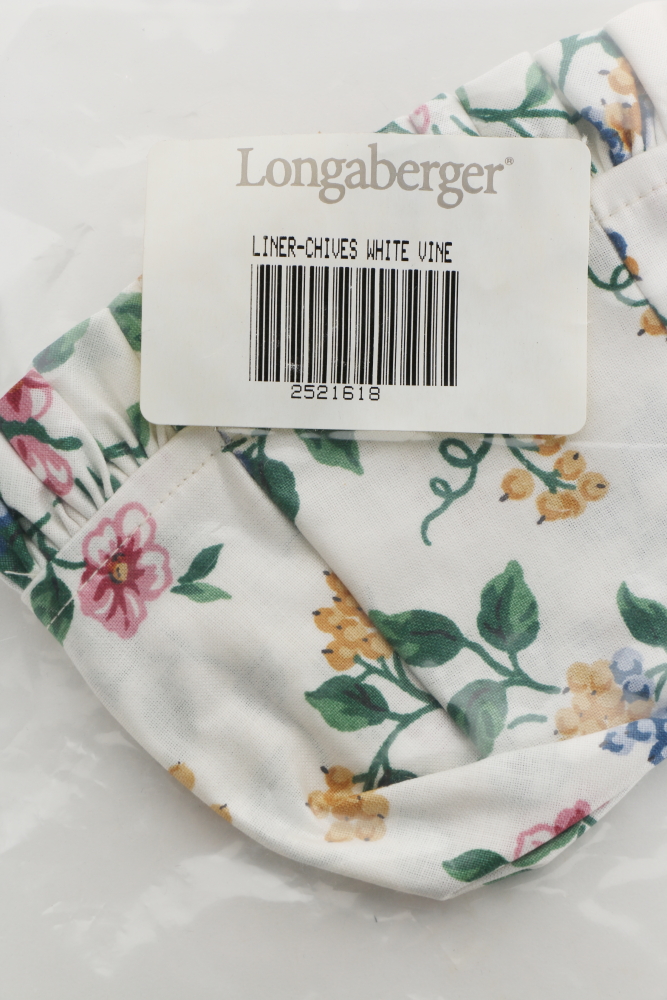 Longaberger®
LINER-CHIVES WHITE VINE
2521618